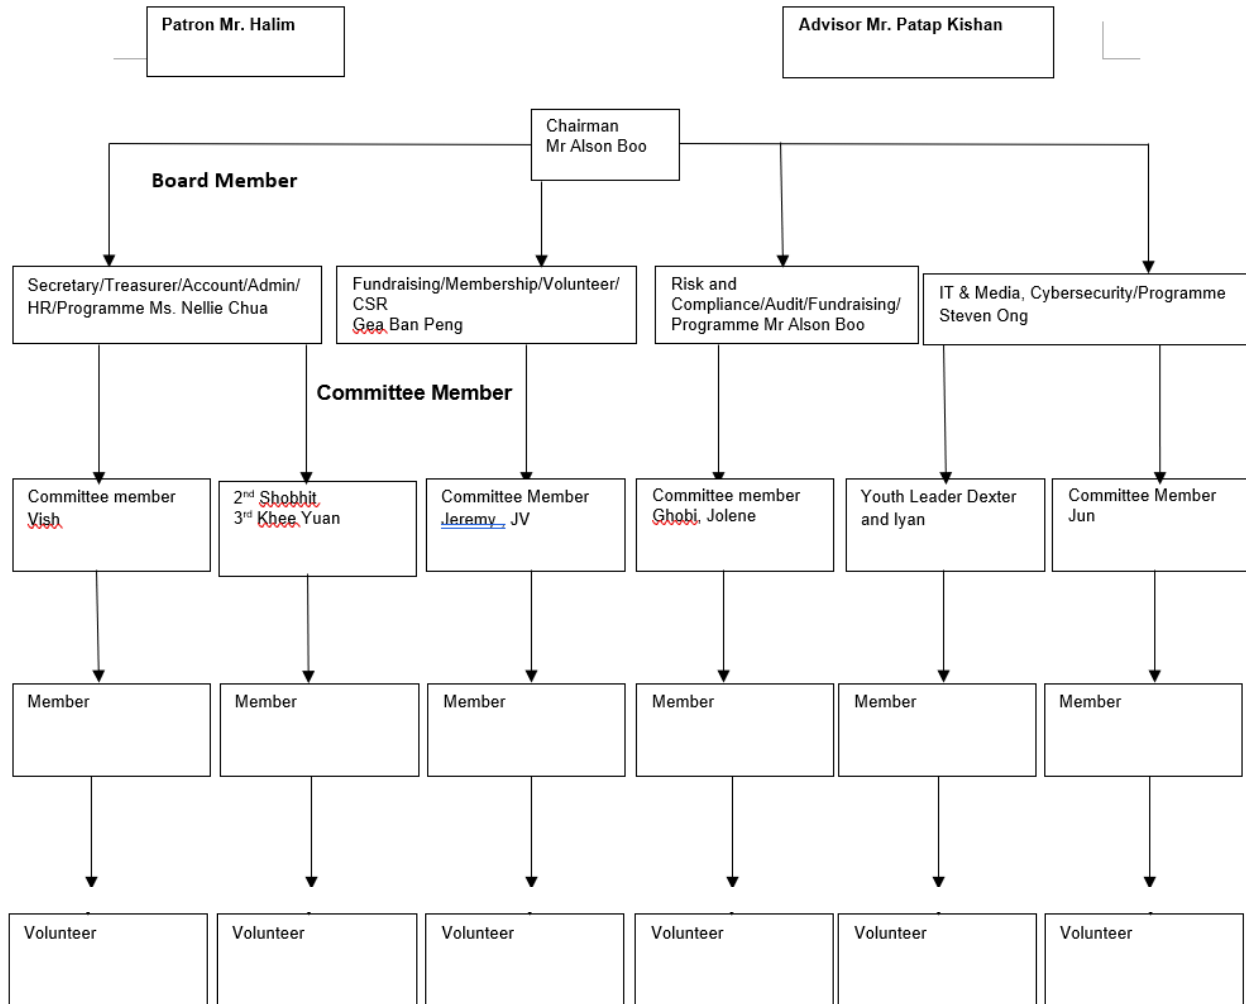 Patron Mr. Halim
Advisor Mr. Patap Kishan
Chairman
Mr Alson Boo
Board Member
Secretary/Treasurer/Account/Admin/
HR/Programme Ms. Nellie Chua
Fundraising/Membership/Volunteer/
CSR
Gea Ban Peng
Risk and
Compliance/Audit/Fundraising/
Programme Mr Alson Boo
IT & Media, Cybersecurity/Programme
Steven Ong
Committee Member
Committee member
Vish
2nd Shobhit
3rd Khee Yuan
Committee Member
Jeremy , JV
Committee member
Ghobi, Jolene
Youth Leader Dexter
and Iyan
Committee Member
Jun
Member
Member
Member
Member
Member
Member
Volunteer
Volunteer
Volunteer
Volunteer
Volunteer
Volunteer